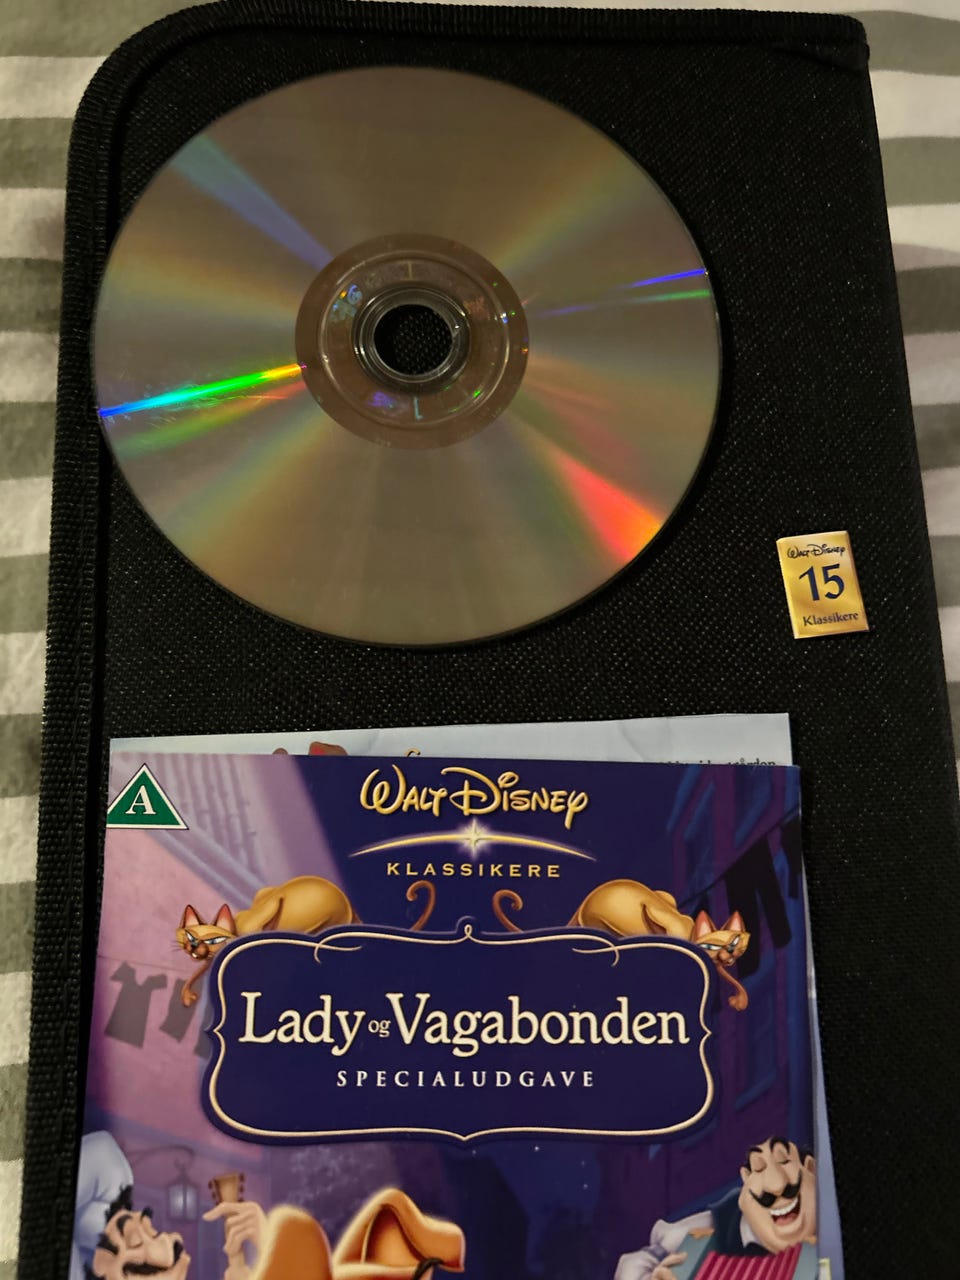 WALT DISNEY
15
Klassikere
A
WALT DISNEY
KLASSIKERE
Lady og Vagabonden
SPECIALUDGAVE